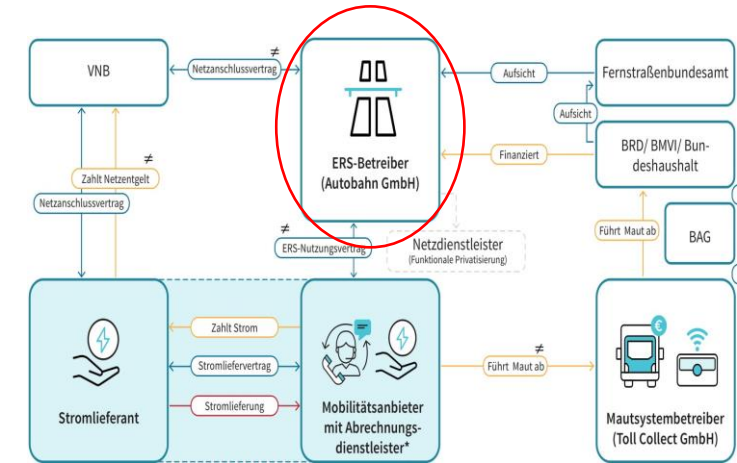 ≠
VNB
Netzanschlussvertrag
Aufsicht
Fernstraßenbundesamt
Aufsicht
ERS-Betreiber
(Autobahn GmbH)
Finanziert
BRD/ BMVI/ Bun-
deshaushalt
≠
Zahlt Netzentgelt
Netzanschlussvertrag
≠
ERS-Nutzungsvertrag
Netzdienstleister
(Funktionale Privatisierung)
Führt Maut ab
BAG
Zahlt Strom
Stromliefervertrag
Stromlieferung
Stromlieferant
Mobilitätsanbieter
mit Abrechnungs-
dienstleister*
≠
Führt Maut ab
€
Mautsystembetreiber
(Toll Collect GmbH)